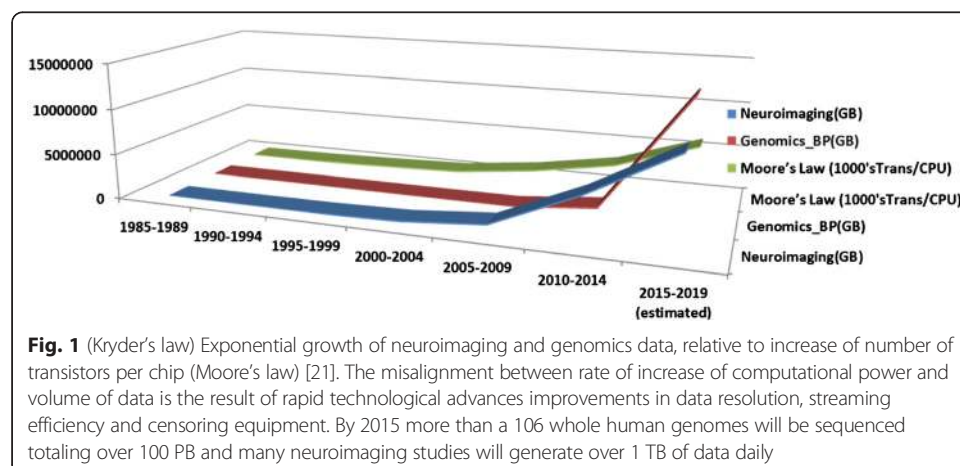 15000000
10000000
5000000
0
1985-1989
1990-1994
1995-1999
2000-2004
2005-2009
2010-2014
2015-2019
(estimated)
Neuroimaging(GB)
Genomics_BP(GB)
Moore's Law (1000'sTrans/CPU)
Moore's Law (1000'sTrans/CPU)
Genomics_BP(GB)
Neuroimaging(GB)
Fig. 1 (Kryder's law) Exponential growth of neuroimaging and genomics data, relative to increase of number of
transistors per chip (Moore's law) [21]. The misalignment between rate of increase of computational power and
volume of data is the result of rapid technological advances improvements in data resolution, streaming
efficiency and censoring equipment. By 2015 more than a 106 whole human genomes will be sequenced
totaling over 100 PB and many neuroimaging studies will generate over 1 TB of data daily